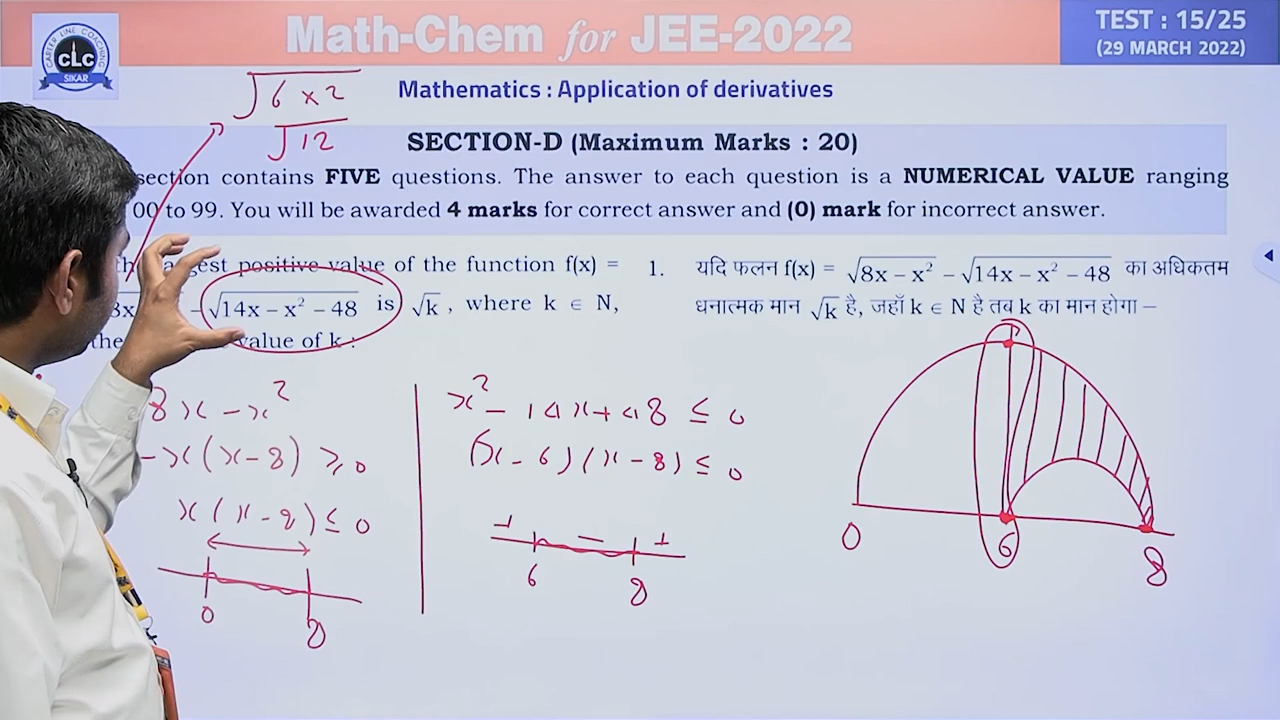 Math-Chem for JEE-2022
TEST : 15/25
(29 MARCH 2022)
CAREER LINE COACHING
CLC
SIKAR
Mathematics : Application of derivatives
√6 x 2
√12
SECTION-D (Maximum Marks : 20)
section contains FIVE questions. The answer to each question is a NUMERICAL VALUE ranging
00 to 99. You will be awarded 4 marks for correct answer and (0) mark for incorrect answer.
value of the function f(x) =
- √14x – x² – 48 is √k , where k ∈ N,
value of k :
1. यदि फलन f(x) = √8x – x² – √14x – x² – 48 का अधिकतम
धनात्मक मान √k है, जहाँ k ∈ N है तब k का मान होगा –
8x - x²
-x(x-8) ≥ 0
x(x-8) ≤ 0
0 8
x² - 14x + 48 ≤ 0
(x-6)(x-8) ≤ 0
+ - +
6 8
0 6 8